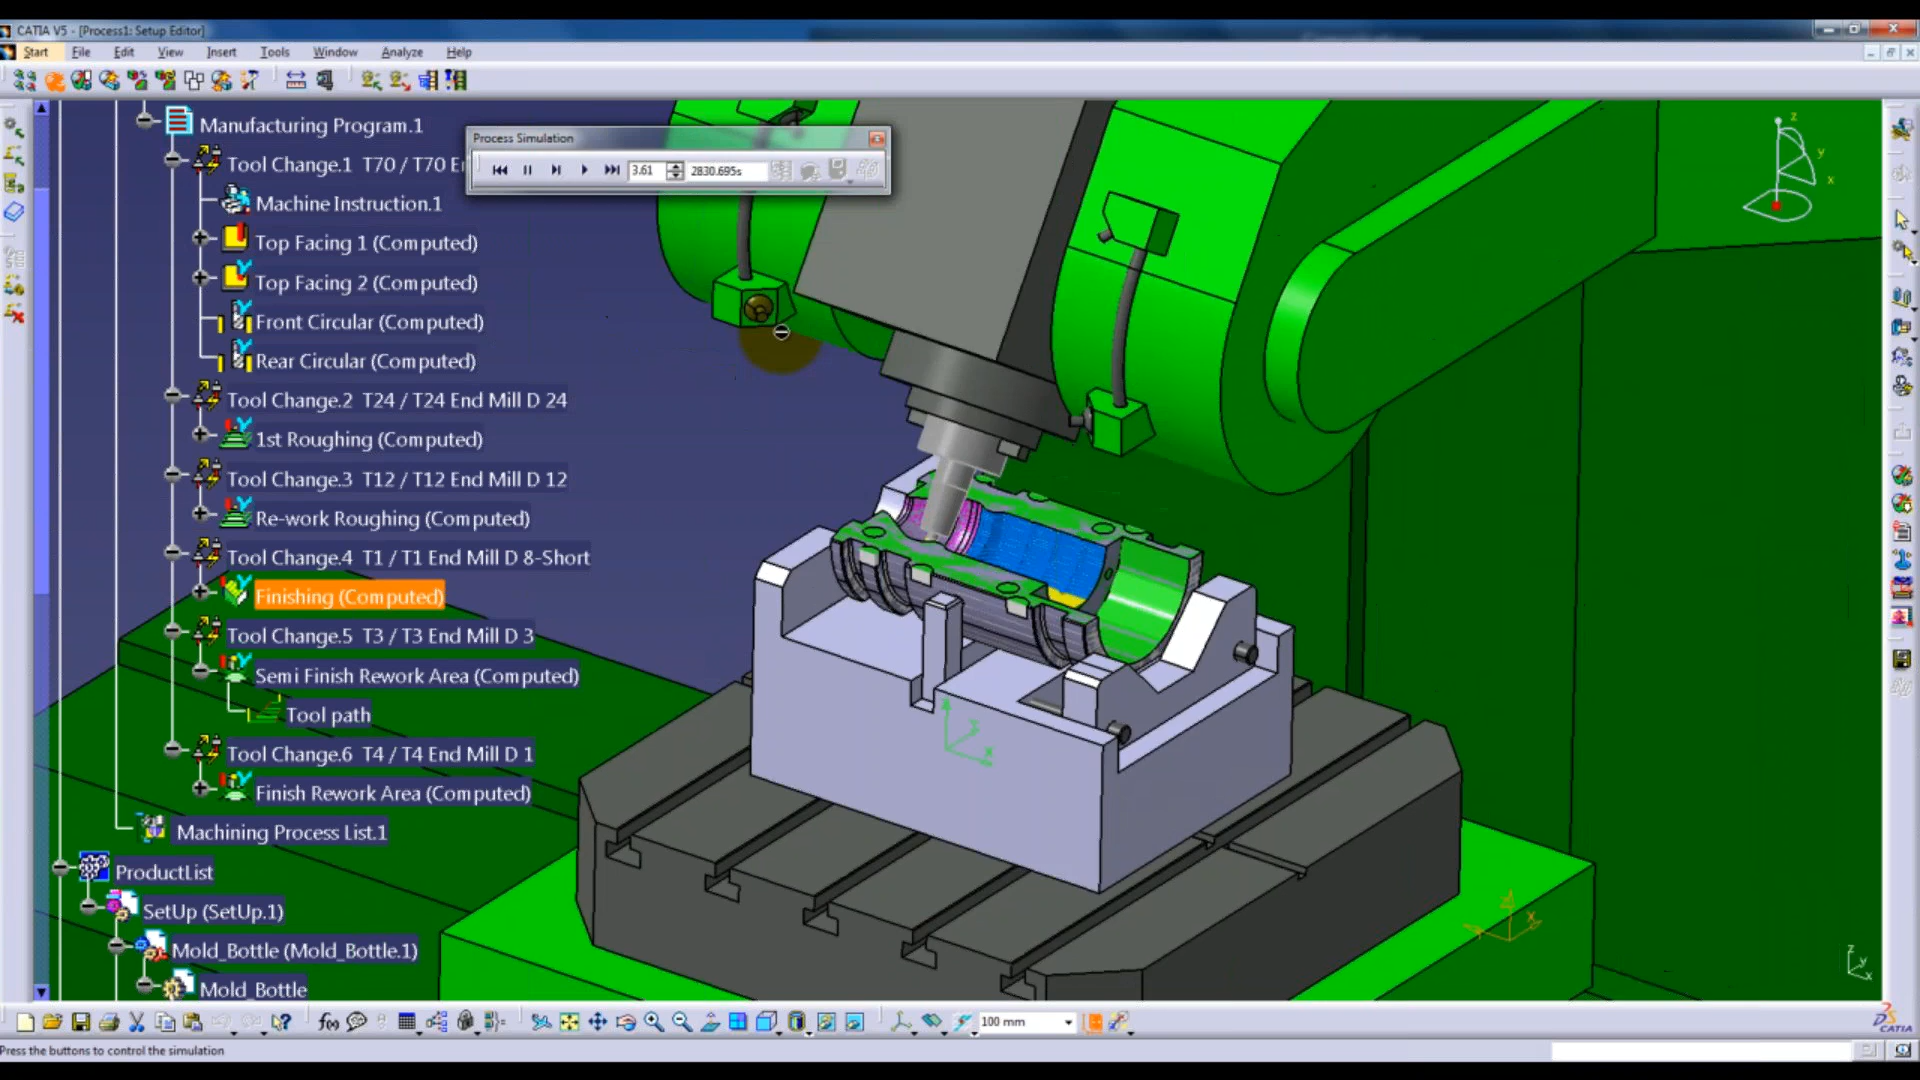 CATIA V5 - [Process1: Setup Editor]
Start File Edit View Insert Tools Window Analyze Help
Manufacturing Program.1
Process Simulation
Tool Change.1 T70 / T70 En
3.61 2830.695s
Machine Instruction.1
Top Facing 1 (Computed)
Top Facing 2 (Computed)
Front Circular (Computed)
Rear Circular (Computed)
Tool Change.2 T24 / T24 End Mill D 24
1st Roughing (Computed)
Tool Change.3 T12 / T12 End Mill D 12
Re-work Roughing (Computed)
Tool Change.4 T1 / T1 End Mill D 8-Short
Finishing (Computed)
Tool Change.5 T3 / T3 End Mill D 3
Semi Finish Rework Area (Computed)
Tool path
Tool Change.6 T4 / T4 End Mill D 1
Finish Rework Area (Computed)
Machining Process List.1
ProductList
SetUp (SetUp.1)
Mold_Bottle (Mold_Bottle.1)
Mold_Bottle
z
y
x
z
x
z
y
x
f(x)
100 mm
CATIA
Press the buttons to control the simulation